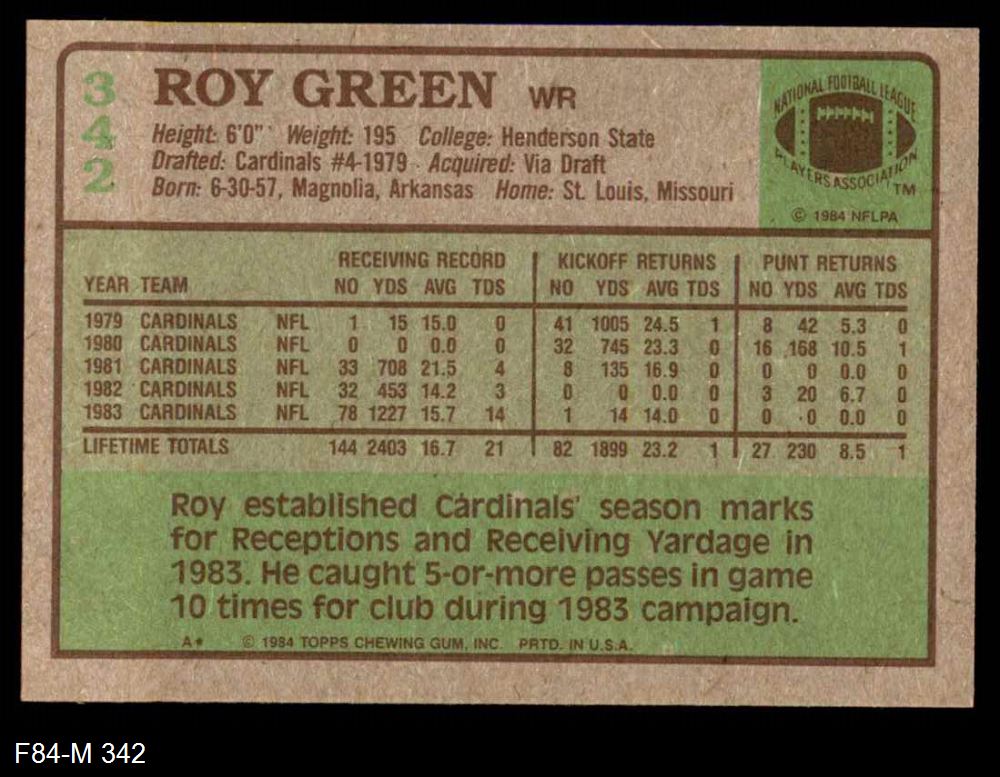 342
ROY GREEN WR
Height: 6'0" Weight: 195 College: Henderson State
Drafted: Cardinals #4-1979 Acquired: Via Draft
Born: 6-30-57, Magnolia, Arkansas Home: St. Louis, Missouri
NATIONAL FOOTBALL LEAGUE
PLAYERS ASSOCIATION
TM
© 1984 NFLPA
RECEIVING RECORD KICKOFF RETURNS PUNT RETURNS
YEAR TEAM NO YDS AVG TDS NO YDS AVG TDS NO YDS AVG TDS
1979 CARDINALS NFL 1 15 15.0 0 41 1005 24.5 1 8 42 5.3 0
1980 CARDINALS NFL 0 0 0.0 0 32 745 23.3 0 16 168 10.5 1
1981 CARDINALS NFL 33 708 21.5 4 8 135 16.9 0 0 0 0.0 0
1982 CARDINALS NFL 32 453 14.2 3 0 0 0.0 0 3 20 6.7 0
1983 CARDINALS NFL 78 1227 15.7 14 1 14 14.0 0 0 0 0.0 0
LIFETIME TOTALS 144 2403 16.7 21 82 1899 23.2 1 27 230 8.5 1
Roy established Cardinals' season marks
for Receptions and Receiving Yardage in
1983. He caught 5-or-more passes in game
10 times for club during 1983 campaign.
A* © 1984 TOPPS CHEWING GUM, INC. PRTD. IN U.S.A.
F84-M 342